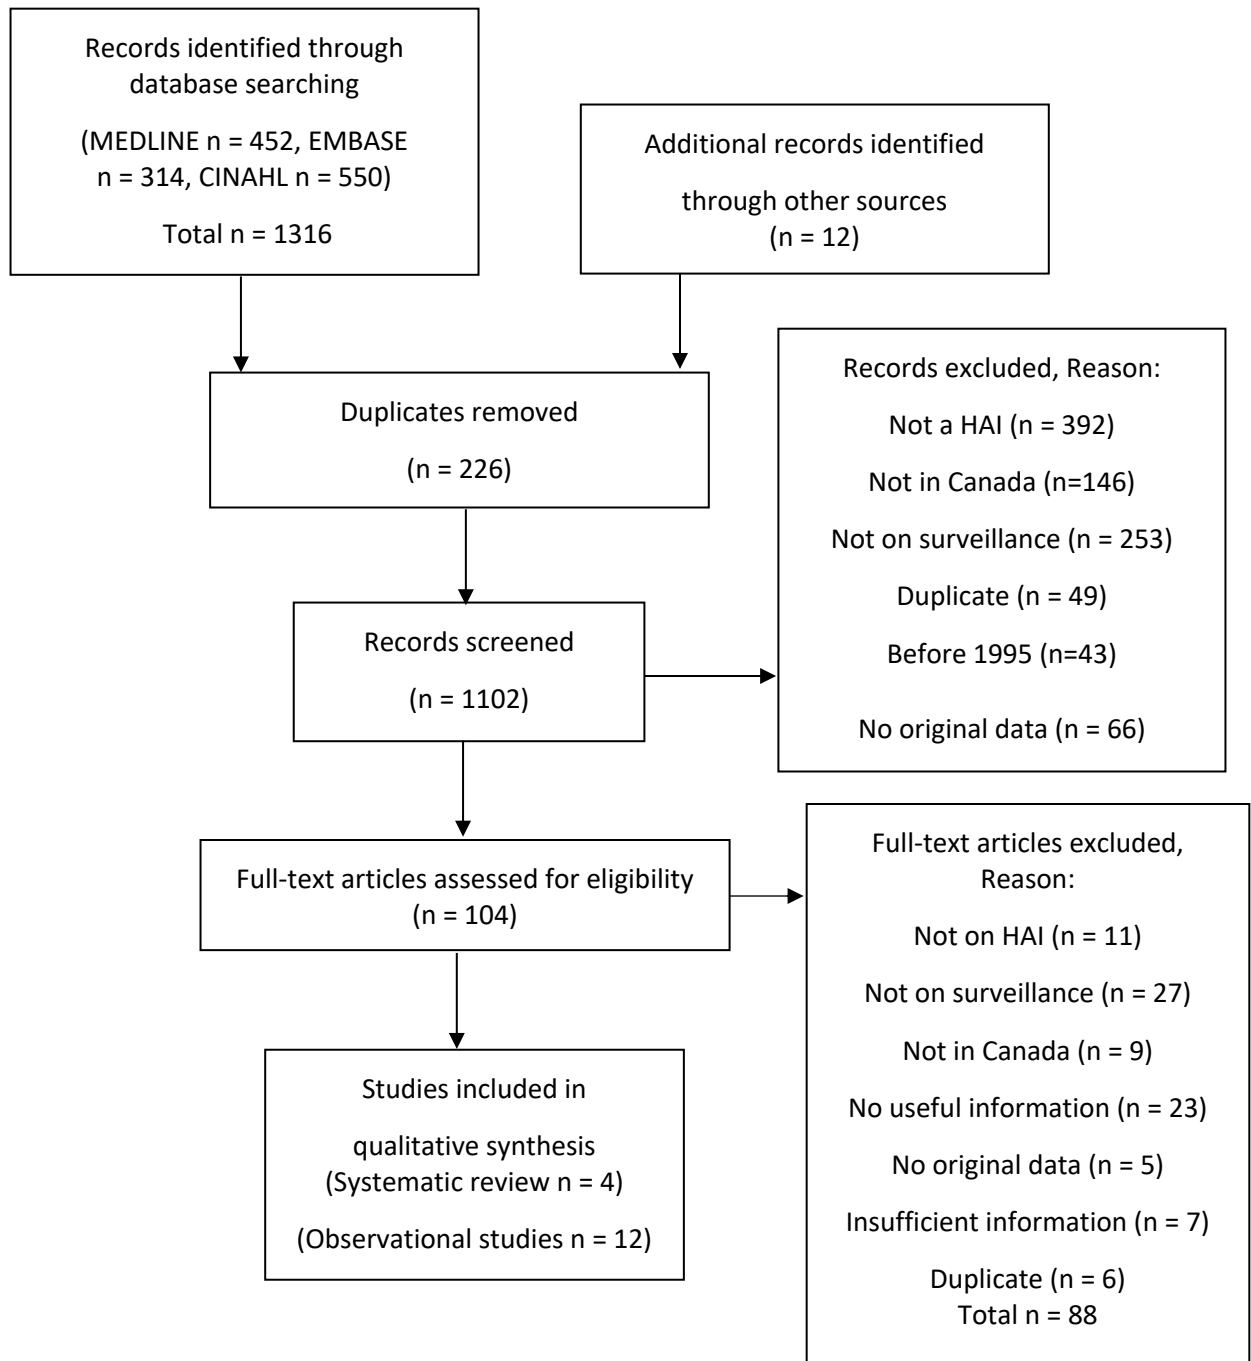 Records identified through
database searching
(MEDLINE n = 452, EMBASE
n = 314, CINAHL n = 550)
Total n = 1316
Additional records identified
through other sources
(n = 12)
Duplicates removed
(n = 226)
Records excluded, Reason:
Not a HAI (n = 392)
Not in Canada (n=146)
Not on surveillance (n = 253)
Duplicate (n = 49)
Before 1995 (n=43)
No original data (n = 66)
Records screened
(n = 1102)
Full-text articles assessed for eligibility
(n = 104)
Full-text articles excluded,
Reason:
Not on HAI (n = 11)
Not on surveillance (n = 27)
Not in Canada (n = 9)
No useful information (n = 23)
No original data (n = 5)
Insufficient information (n = 7)
Duplicate (n = 6)
Total n = 88
Studies included in
qualitative synthesis
(Systematic review n = 4)
(Observational studies n = 12)